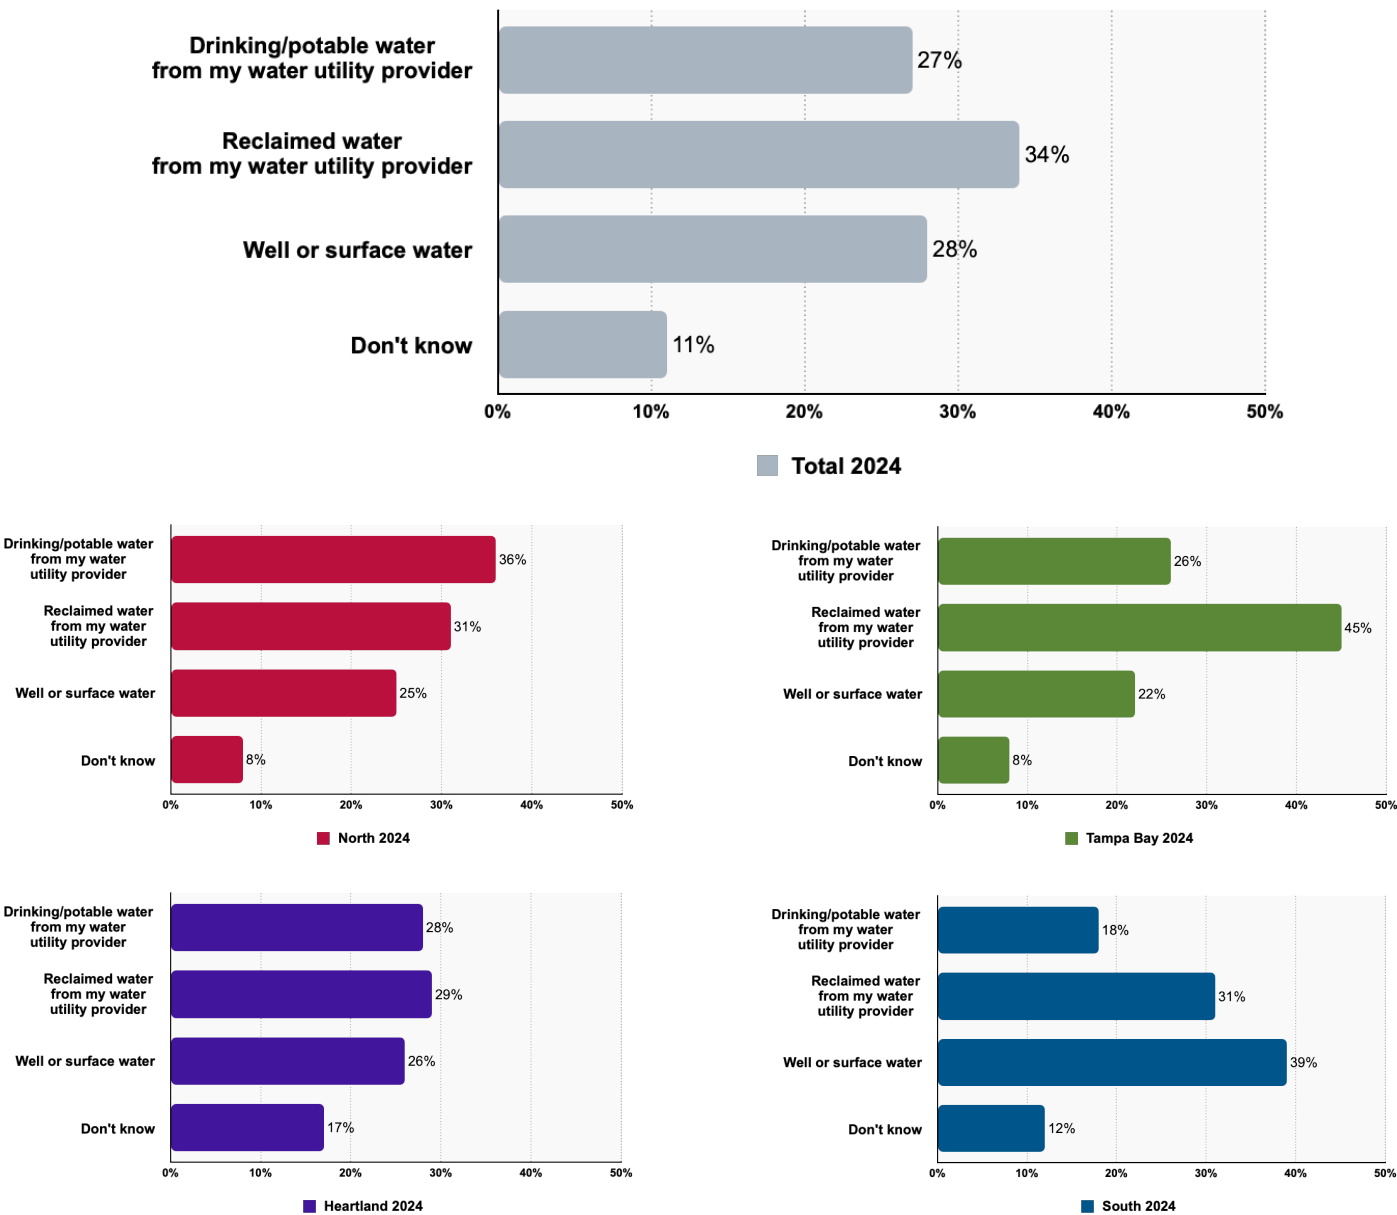 Drinking/potable water
from my water utility provider
27%
Reclaimed water
from my water utility provider
34%
Well or surface water
28%
Don't know
11%
0% 10% 20% 30% 40% 50%
Total 2024
Drinking/potable water
from my water
utility provider
36%
Reclaimed water
from my water
utility provider
31%
Well or surface water
25%
Don't know
8%
0% 10% 20% 30% 40% 50%
North 2024
Drinking/potable water
from my water
utility provider
26%
Reclaimed water
from my water
utility provider
45%
Well or surface water
22%
Don't know
8%
0% 10% 20% 30% 40% 50%
Tampa Bay 2024
Drinking/potable water
from my water
utility provider
28%
Reclaimed water
from my water
utility provider
29%
Well or surface water
26%
Don't know
17%
0% 10% 20% 30% 40% 50%
Heartland 2024
Drinking/potable water
from my water
utility provider
18%
Reclaimed water
from my water
utility provider
31%
Well or surface water
39%
Don't know
12%
0% 10% 20% 30% 40% 50%
South 2024